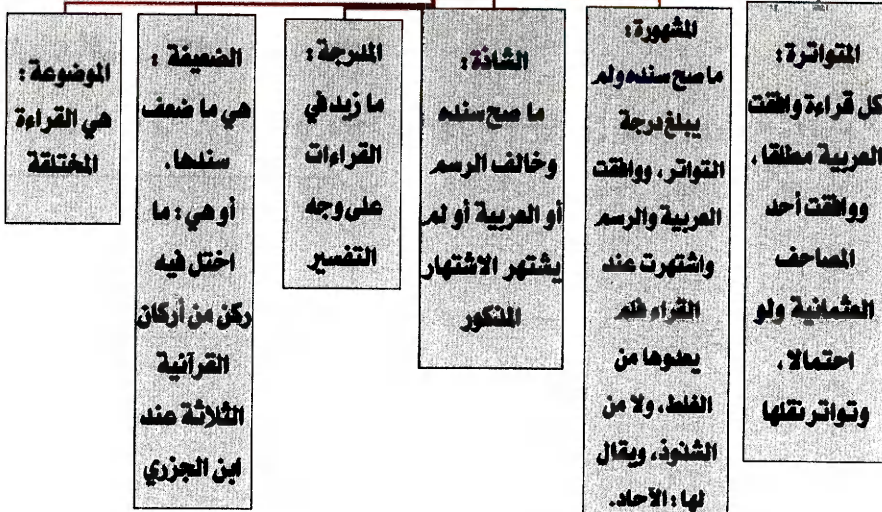 المتواترة:
كل قراءة وافقت
العربية مطلقا،
ووافقت أحد
المصاحف
العثمانية ولو
احتمالا،
وتواتر نقلها
المشهورة:
ما صح سنده ولم
يبلغ درجة
التواتر، ووافقت
العربية والرسم
واشتهرت عند
القراء فلم
يعدوها من
الغلط، ولا من
الشذوذ، ويقال
لها: الآحاد.
الشاذة:
ما صح سنده
وخالف الرسم
أو العربية أو لم
يشتهر الاشتهار
المذكور
المدرجة:
ما زيد في
القراءات
على وجه
التفسير
الضعيفة:
هي ما ضعف
سندها.
أو هي: ما
اختل فيه
ركن من أركان
القرآنية
الثلاثة عند
ابن الجزري
الموضوعة:
هي القراءة
المختلقة